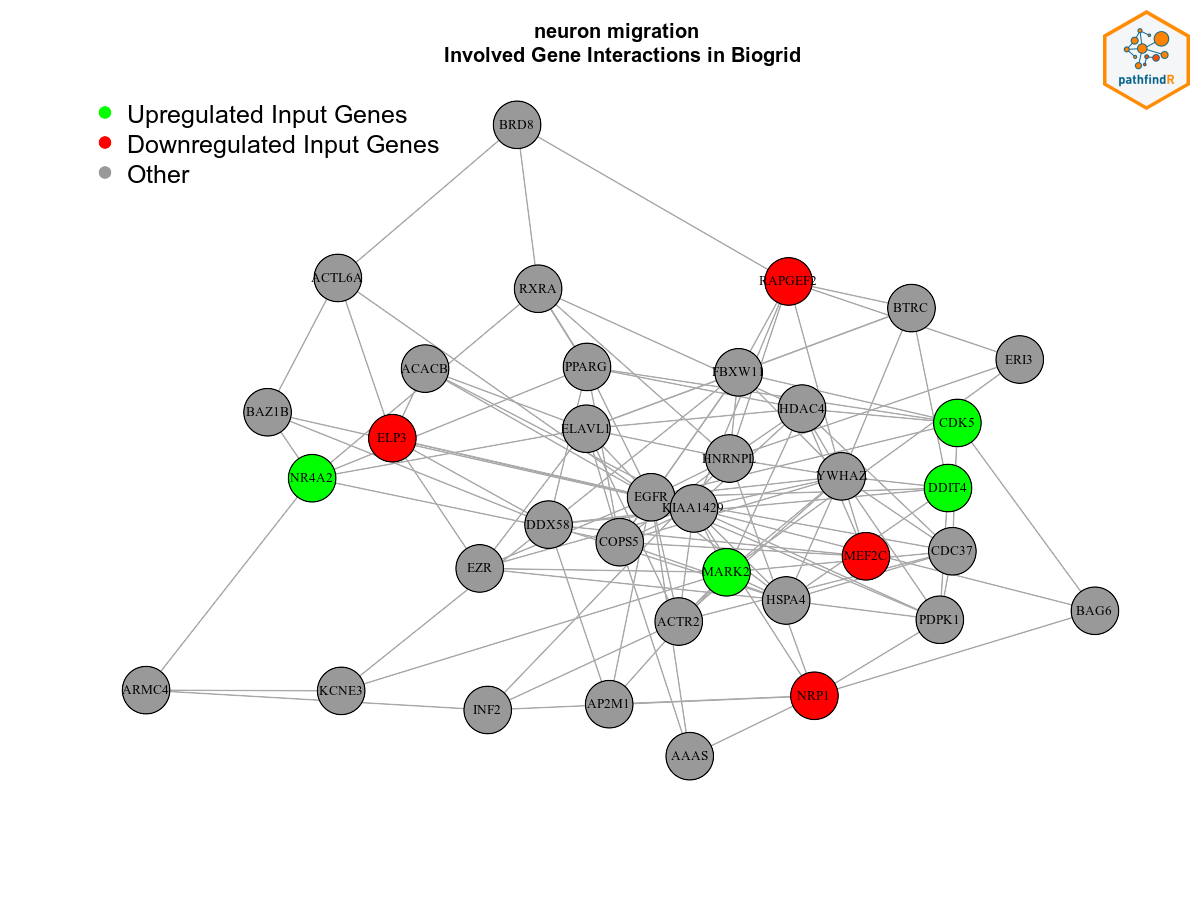 neuron migration
Involved Gene Interactions in Biogrid
pathfindR
Upregulated Input Genes
Downregulated Input Genes
Other
BRD8
ACTL6A
RXRA
RAPGEF2
BTRC
ERI3
ACACB
PPARG
FBXW11
HDAC4
BAZ1B
ELP3
ELAVL1
CDK5
NR4A2
HNRNPL
YWHAZ
DDIT4
EGFR
KIAA1429
DDX58
COPS5
MEF2C
CDC37
EZR
MARK2
HSPA4
ACTR2
PDPK1
BAG6
ARMC4
KCNE3
INF2
AP2M1
NRP1
AAAS